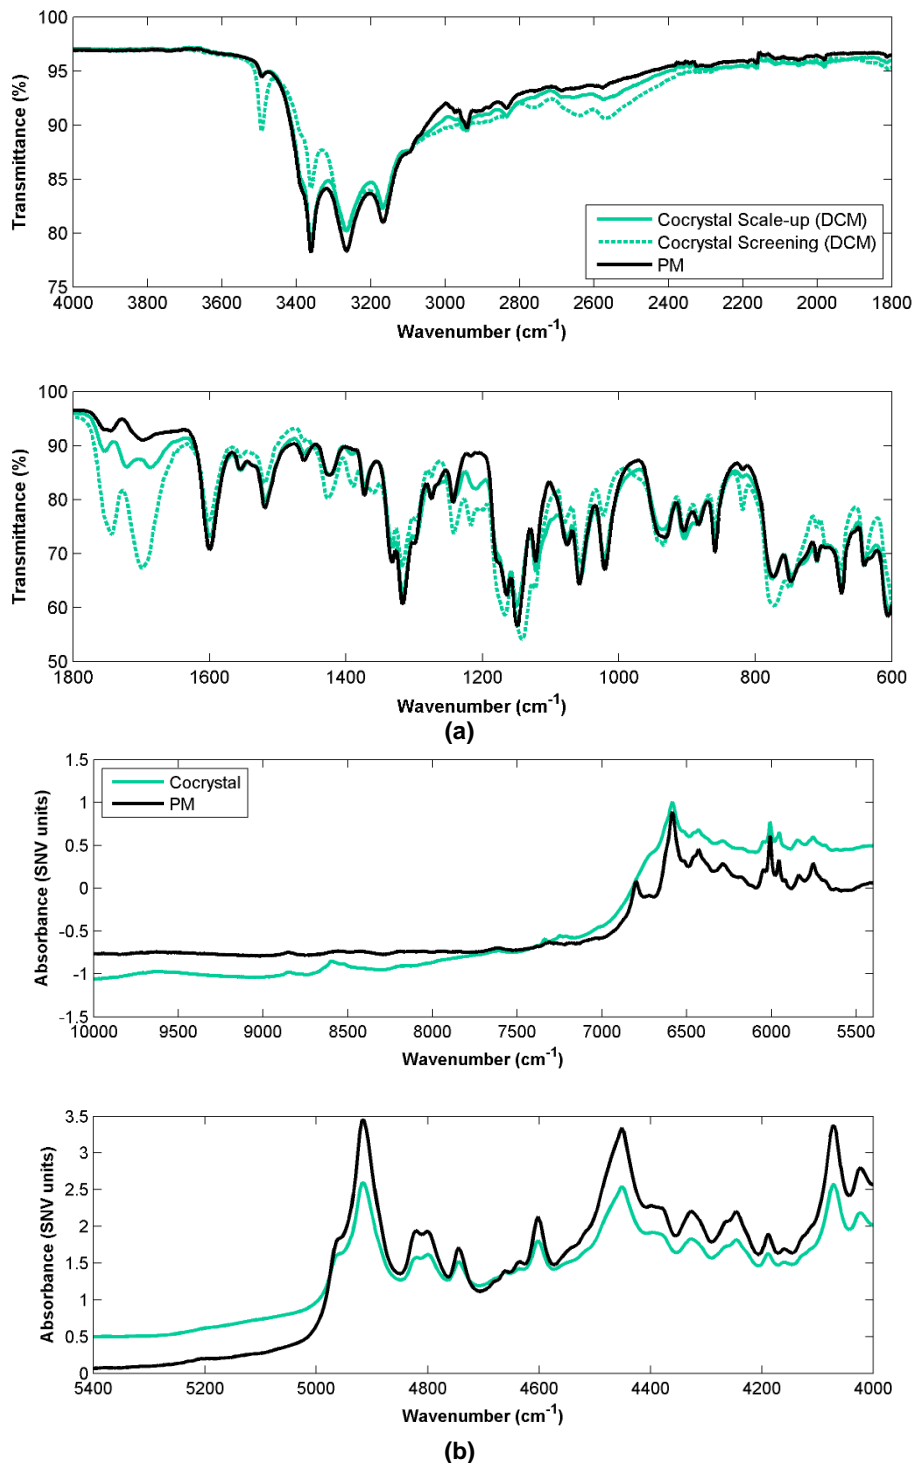 100
95
90
85
80
75
Transmittance (%)
Cocrystal Scale-up (DCM)
Cocrystal Screening (DCM)
PM
4000 3800 3600 3400 3200 3000 2800 2600 2400 2200 2000 1800
Wavenumber (cm⁻¹)
100
90
80
70
60
50
Transmittance (%)
1800 1600 1400 1200 1000 800 600
Wavenumber (cm⁻¹)
(a)
1.5
1
0.5
0
-0.5
-1
-1.5
Absorbance (SNV units)
Cocrystal
PM
10000 9500 9000 8500 8000 7500 7000 6500 6000 5500
Wavenumber (cm⁻¹)
3.5
3
2.5
2
1.5
1
0.5
0
Absorbance (SNV units)
5400 5200 5000 4800 4600 4400 4200 4000
Wavenumber (cm⁻¹)
(b)